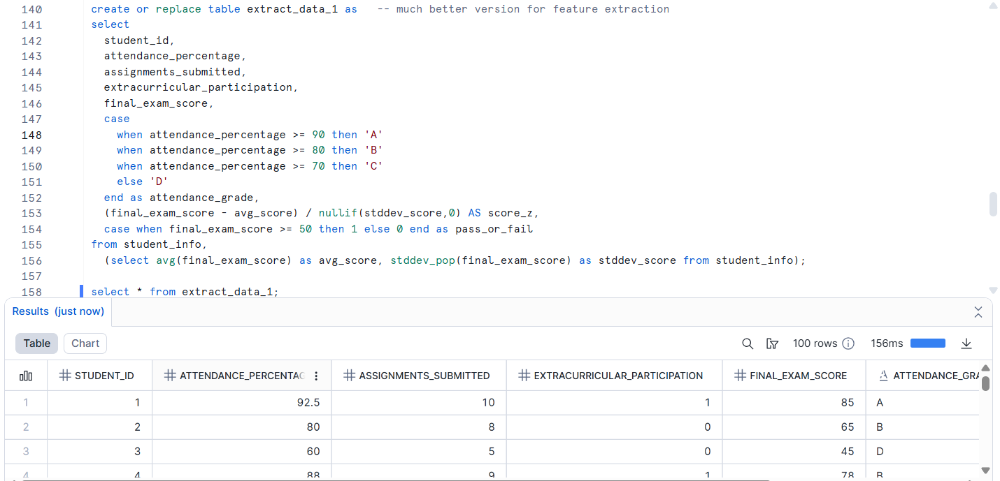 140 create or replace table extract_data_1 as -- much better version for feature extraction
141 select
142 student_id,
143 attendance_percentage,
144 assignments_submitted,
145 extracurricular_participation,
146 final_exam_score,
147 case
148 when attendance_percentage >= 90 then 'A'
149 when attendance_percentage >= 80 then 'B'
150 when attendance_percentage >= 70 then 'C'
151 else 'D'
152 end as attendance_grade,
153 (final_exam_score - avg_score) / nullif(stddev_score,0) AS score_z,
154 case when final_exam_score >= 50 then 1 else 0 end as pass_or_fail
155 from student_info,
156 (select avg(final_exam_score) as avg_score, stddev_pop(final_exam_score) as stddev_score from student_info);
157
158 select * from extract_data_1;
Results (just now)
Table Chart 100 rows 156ms
# STUDENT_ID # ATTENDANCE_PERCENTAG # ASSIGNMENTS_SUBMITTED # EXTRACURRICULAR_PARTICIPATION # FINAL_EXAM_SCORE ATTENDANCE_GRA
1 1 92.5 10 1 85 A
2 2 80 8 0 65 B
3 3 60 5 0 45 D
4 4 88 9 1 78 B